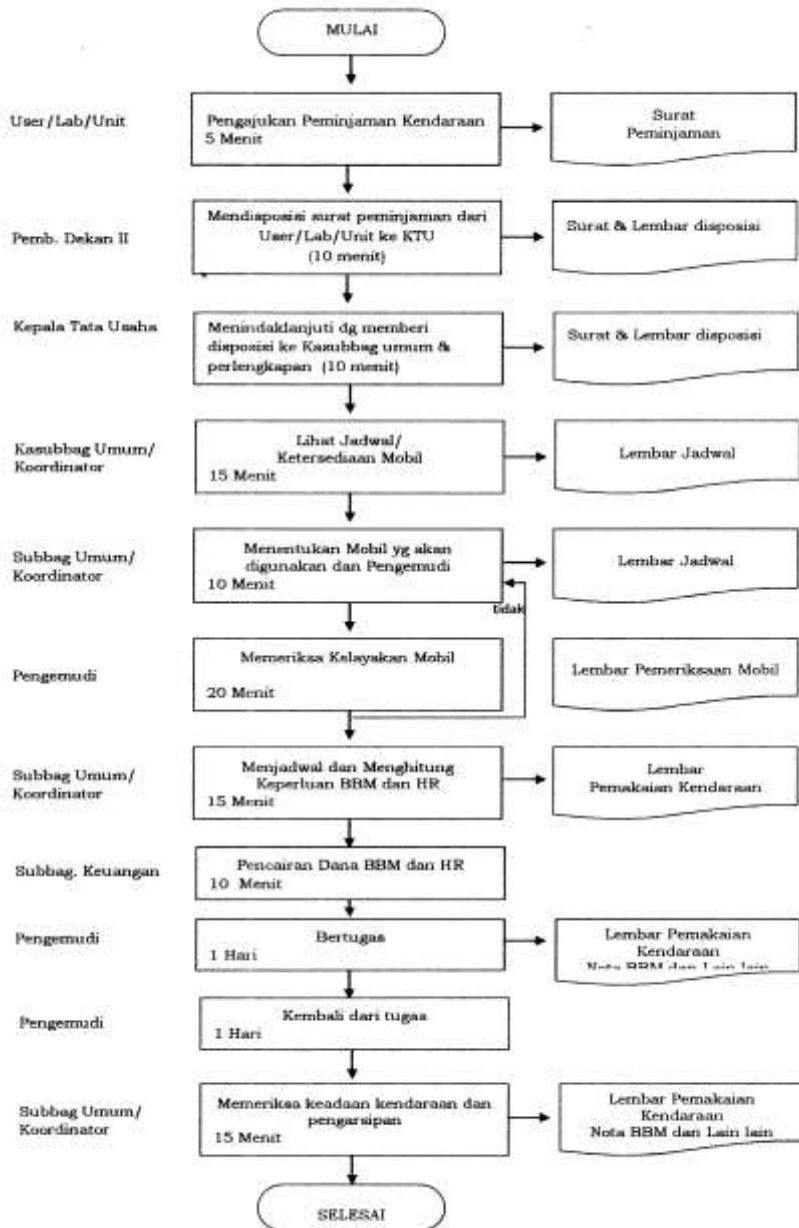 MULAI
User/Lab/Unit
Pengajukan Peminjaman Kendaraan
5 Menit
Surat
Peminjaman
Pemb. Dekan II
Mendisposisi surat peminjaman dari
User/Lab/Unit ke KTU
(10 menit)
Surat & Lembar disposisi
Kepala Tata Usaha
Menindaklanjuti dg memberi
disposisi ke Kasubbag umum &
perlengkapan (10 menit)
Surat & Lembar disposisi
Kasubbag Umum/
Koordinator
Lihat Jadwal/
Ketersediaan Mobil
15 Menit
Lembar Jadwal
Subbag Umum/
Koordinator
Menentukan Mobil yg akan
digunakan dan Pengemudi
10 Menit
Lembar Jadwal
tidak
Pengemudi
Memeriksa Kelayakan Mobil
20 Menit
Lembar Pemeriksaan Mobil
Subbag Umum/
Koordinator
Menjadwal dan Menghitung
Keperluan BBM dan HR
15 Menit
Lembar
Pemakaian Kendaraan
Subbag. Keuangan
Pencairan Dana BBM dan HR
10 Menit
Pengemudi
Bertugas
1 Hari
Lembar Pemakaian
Kendaraan
Nota BBM dan Lain lain
Pengemudi
Kembali dari tugas
1 Hari
Subbag Umum/
Koordinator
Memeriksa keadaan kendaraan dan
pengarsipan
15 Menit
Lembar Pemakaian
Kendaraan
Nota BBM dan Lain lain
SELESAI